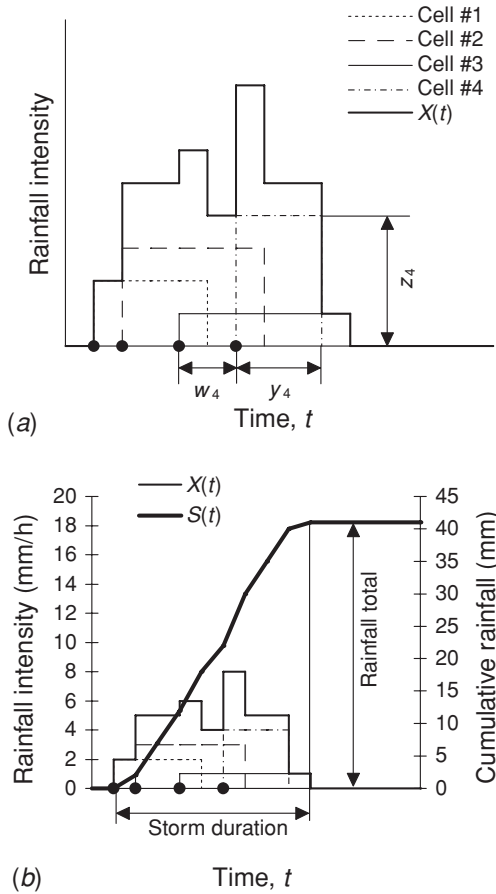 Cell #1
Cell #2
Cell #3
Cell #4
X(t)
Rainfall intensity
z4
w4
y4
(a)
Time, t
X(t)
S(t)
20
18
16
14
12
10
8
6
4
2
0
Rainfall intensity (mm/h)
45
40
35
30
25
20
15
10
5
0
Cumulative rainfall (mm)
Rainfall total
Storm duration
(b)
Time, t